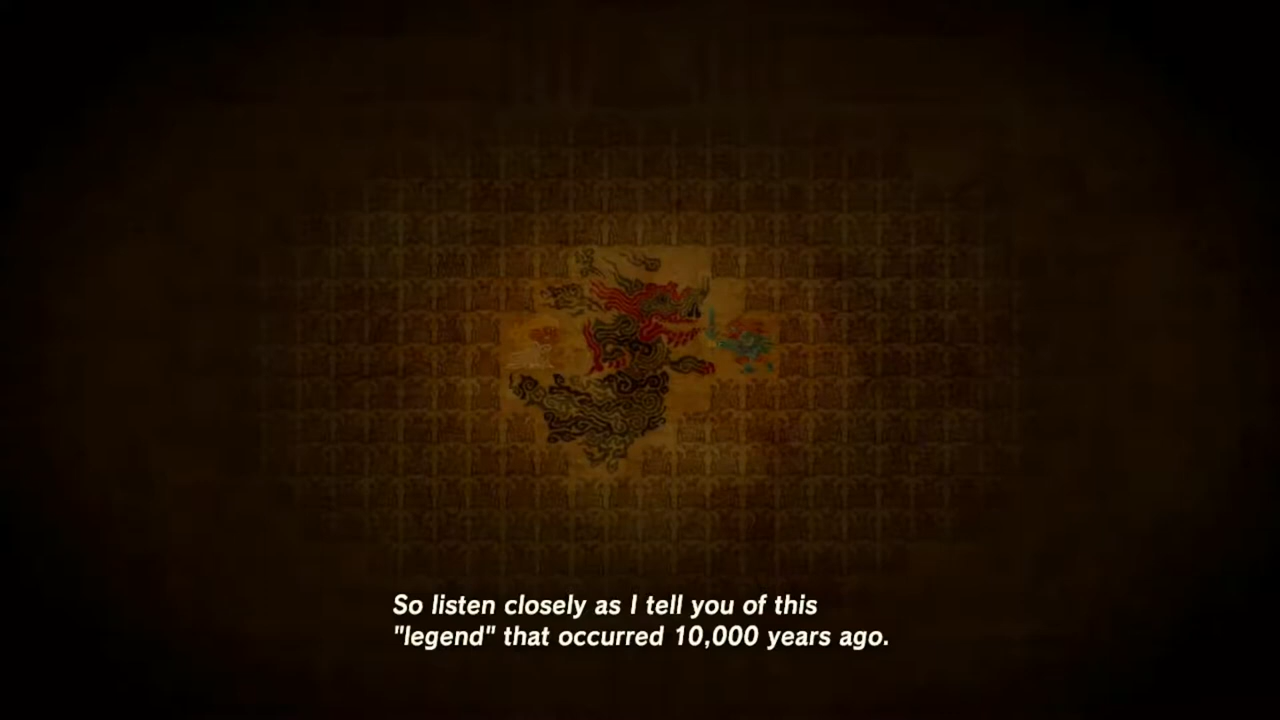 So listen closely as I tell you of this
"legend" that occurred 10,000 years ago.